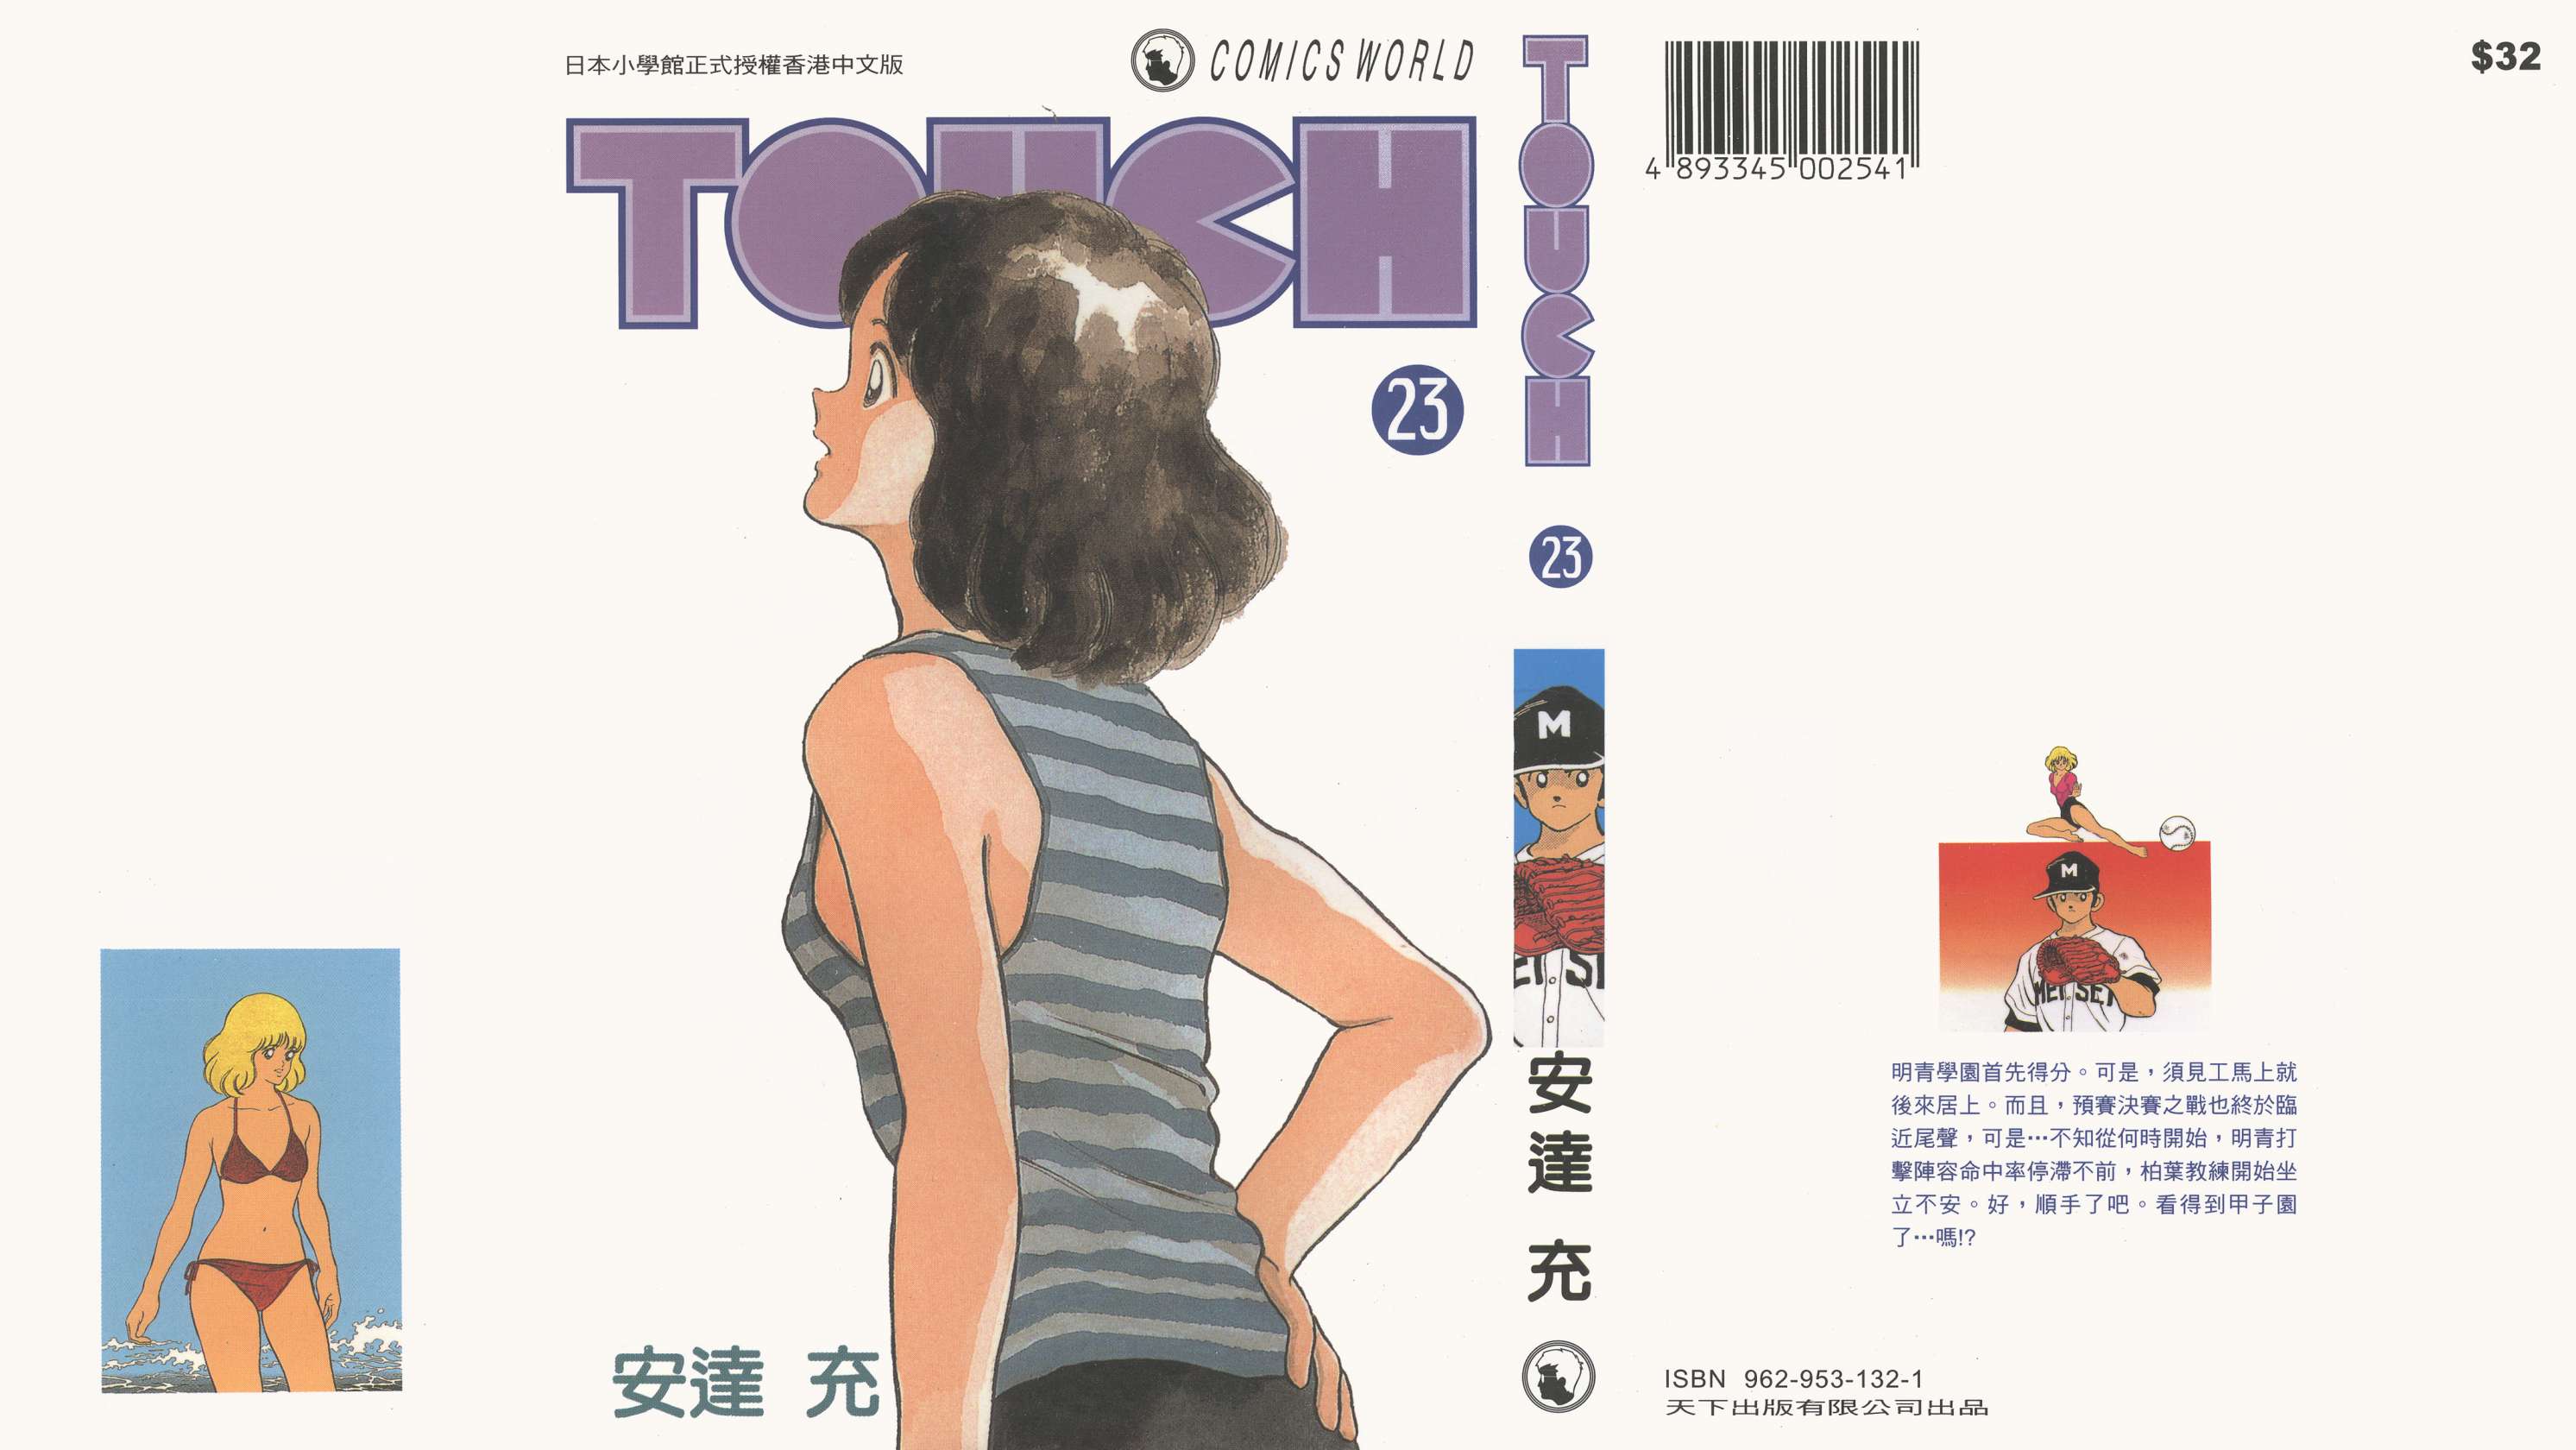 日本小學館正式授權香港中文版
COMICS WORLD
TOUCH
23
安達 充
TOUCH
23
M
MEI SEI
安達 充
4 893345 002541
$32
M
MEI SEI
明青學園首先得分。可是，須見工馬上就
後來居上。而且，預賽決賽之戰也終於臨
近尾聲，可是…不知從何時開始，明青打
擊陣容命中率停滯不前，柏葉教練開始坐
立不安。好，順手了吧。看得到甲子園
了…嗎!?
ISBN 962-953-132-1
天下出版有限公司出品